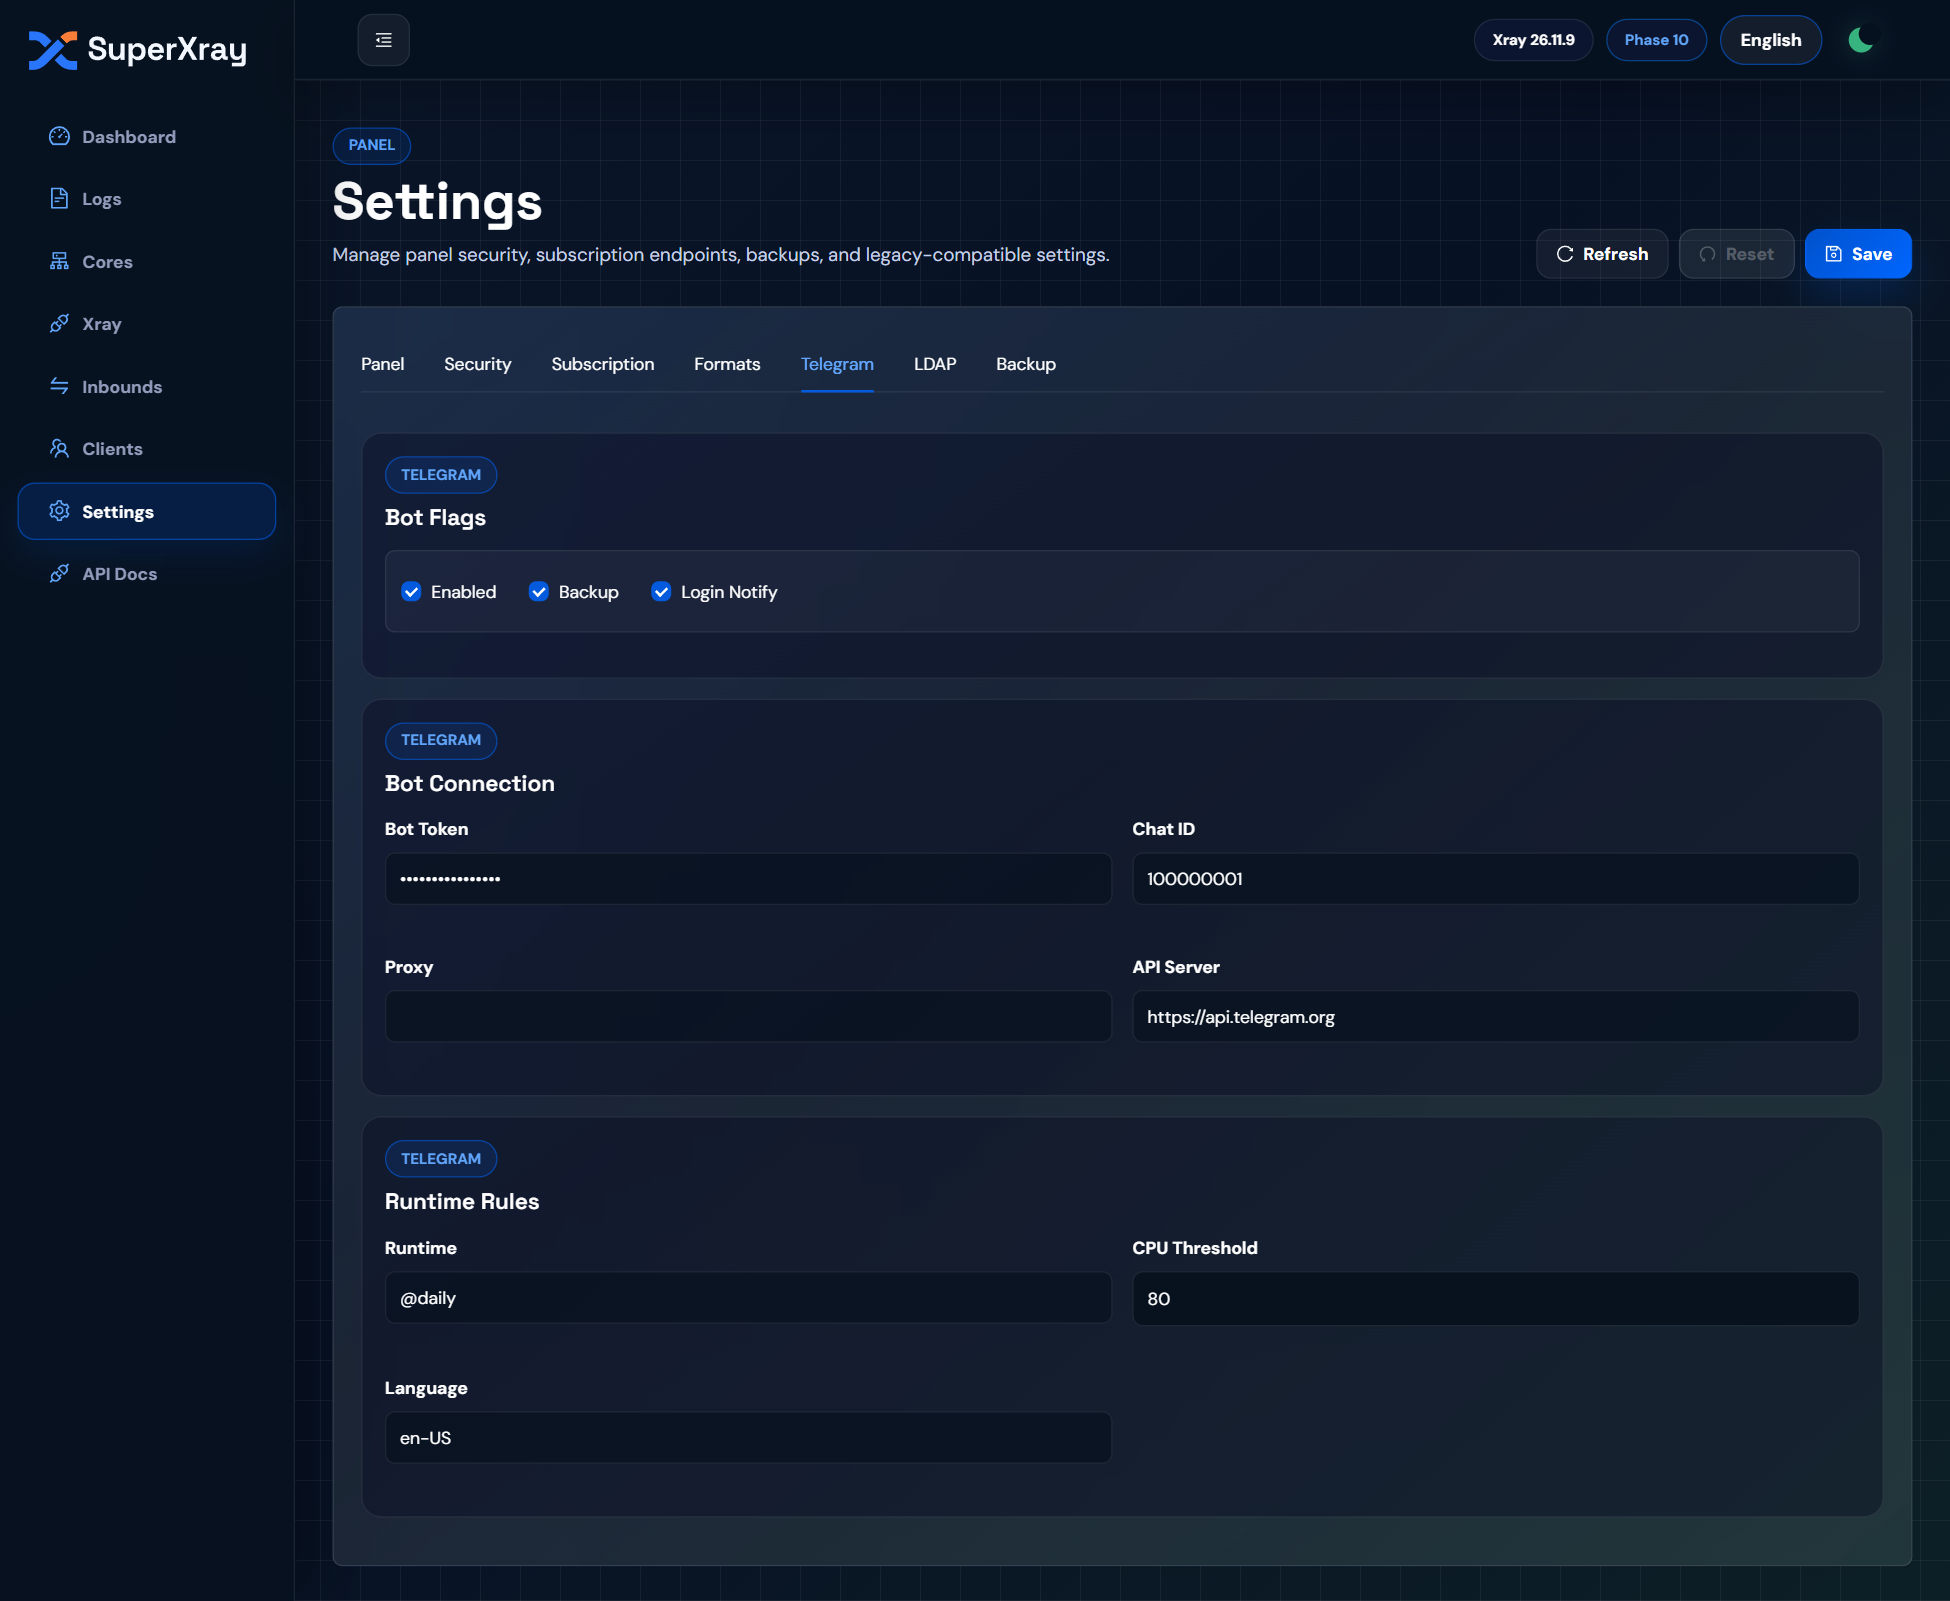 SuperXray
Xray 26.11.9
Phase 10
English
Dashboard
Logs
Cores
Xray
Inbounds
Clients
Settings
API Docs
PANEL
Settings
Manage panel security, subscription endpoints, backups, and legacy-compatible settings.
Refresh
Reset
Save
Panel
Security
Subscription
Formats
Telegram
LDAP
Backup
TELEGRAM
Bot Flags
Enabled
Backup
Login Notify
TELEGRAM
Bot Connection
Bot Token
••••••••••••••••
Chat ID
100000001
Proxy
API Server
https://api.telegram.org
TELEGRAM
Runtime Rules
Runtime
@daily
CPU Threshold
80
Language
en-US